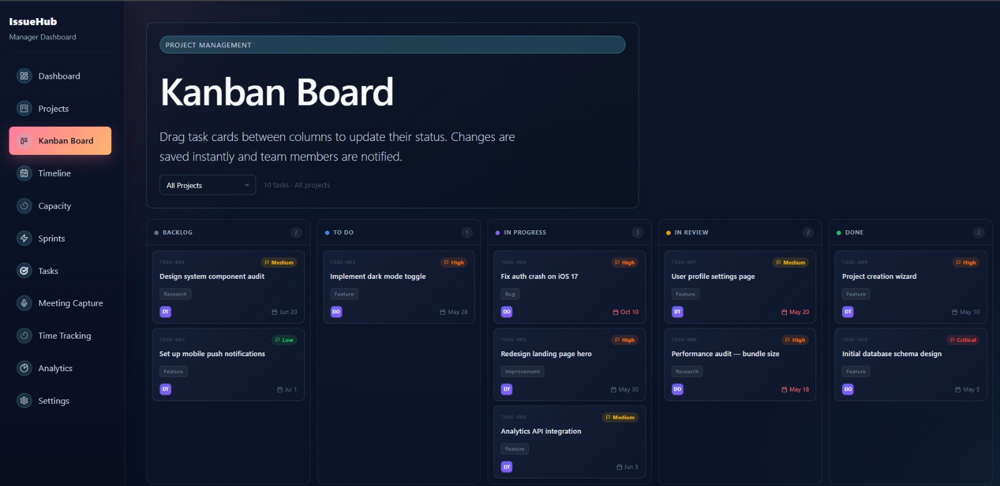 IssueHub
Manager Dashboard
Dashboard
Projects
Kanban Board
Timeline
Capacity
Sprints
Tasks
Meeting Capture
Time Tracking
Analytics
Settings
PROJECT MANAGEMENT
Kanban Board
Drag task cards between columns to update their status. Changes are
saved instantly and team members are notified.
All Projects
10 tasks · All projects
BACKLOG 2
TASK-001 Medium
Design system component audit
Research
DT Jun 20
TASK-002 Low
Set up mobile push notifications
Feature
DT Jul 1
TO DO 1
TASK-003 High
Implement dark mode toggle
Feature
DO May 28
IN PROGRESS 3
TASK-004 High
Fix auth crash on iOS 17
Bug
DO Oct 10
TASK-005 High
Redesign landing page hero
Improvement
DT May 30
TASK-006 Medium
Analytics API integration
Feature
DT Jun 5
IN REVIEW 2
TASK-007 Medium
User profile settings page
Feature
DT May 20
TASK-008 High
Performance audit — bundle size
Research
DO May 18
DONE 2
TASK-009 High
Project creation wizard
Feature
DT May 10
TASK-010 Critical
Initial database schema design
Feature
DO May 5